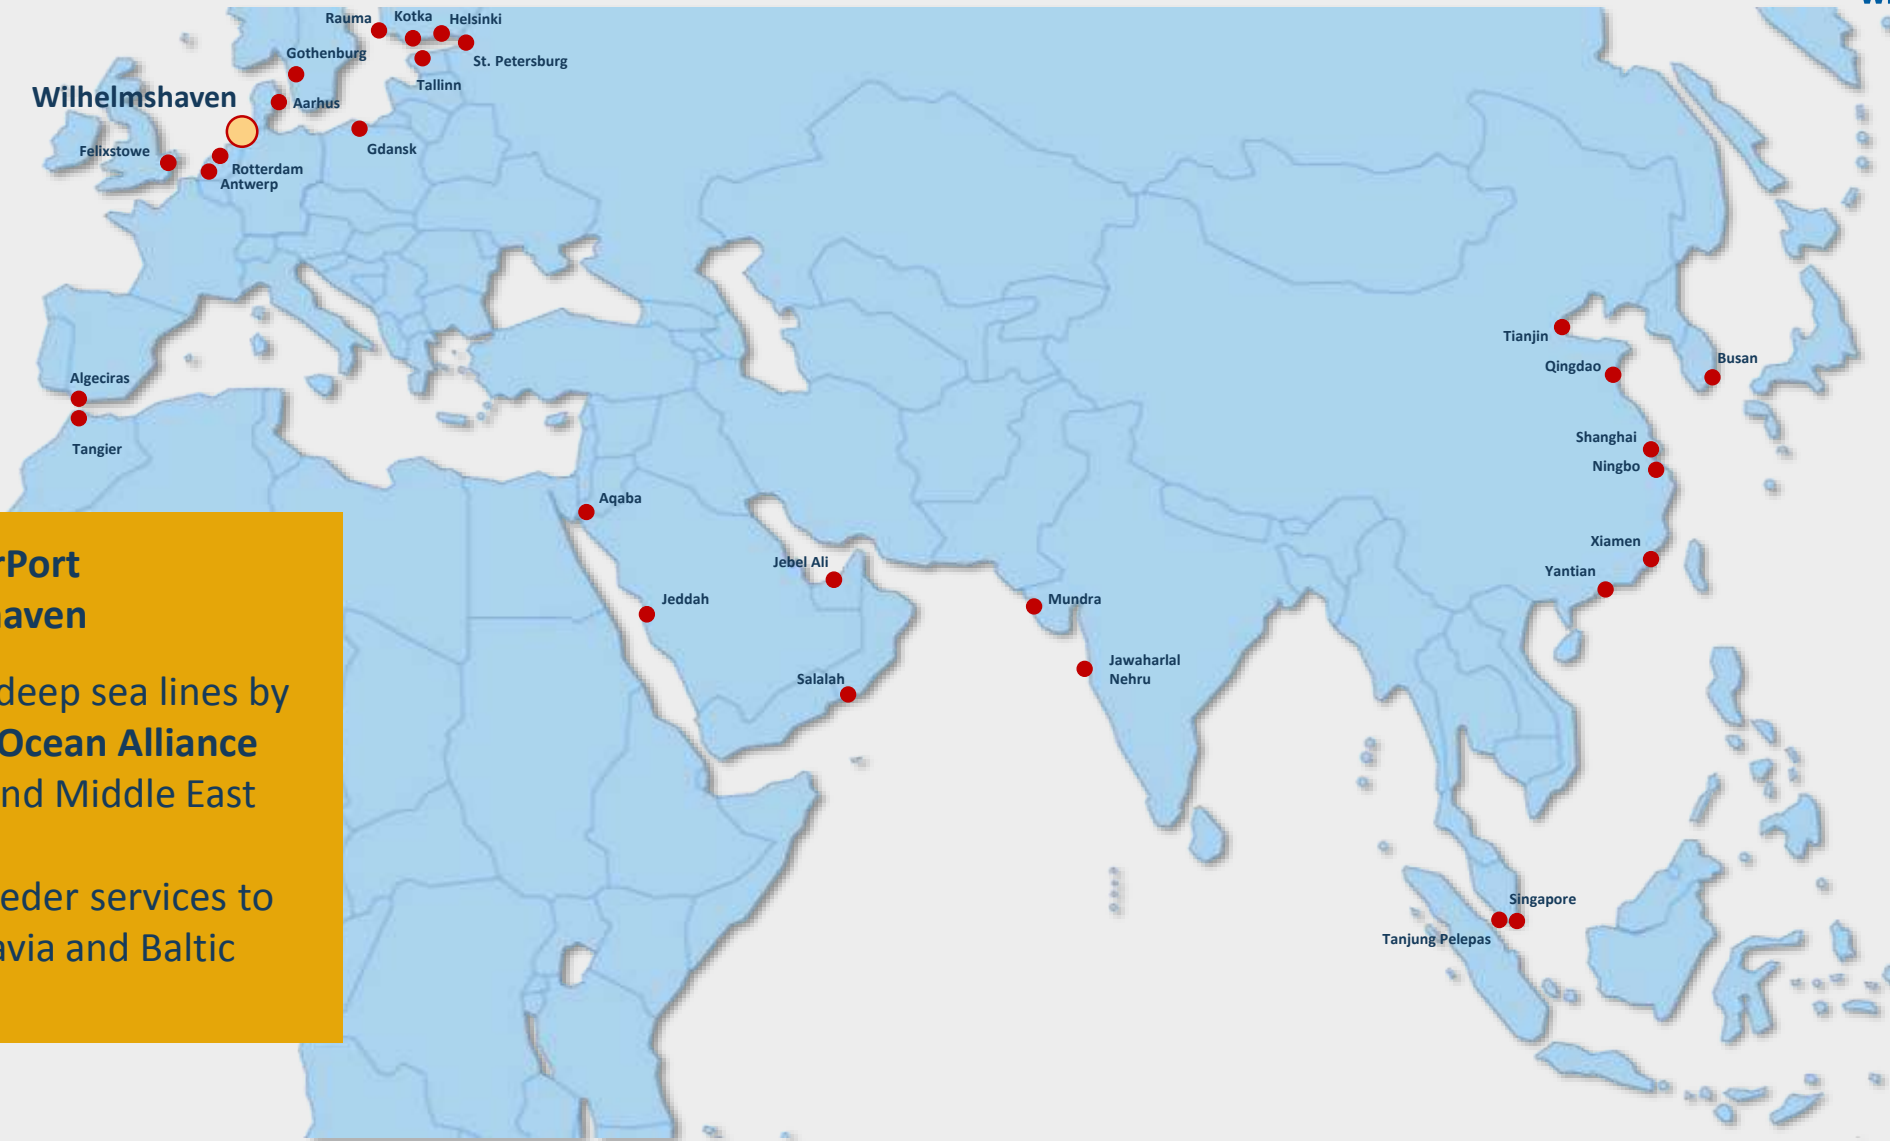 Rauma
Kotka
Helsinki
Gothenburg
St. Petersburg
Tallinn
Wilhelmshaven
Aarhus
Gdansk
Felixstowe
Rotterdam
Antwerp
Algeciras
Tangier
Tianjin
Qingdao
Busan
Shanghai
Ningbo
Aqaba
Xiamen
Jebel Ali
Yantian
Jeddah
Mundra
Jawaharlal
Nehru
Salalah
Singapore
Tanjung Pelepas
rPort
haven
deep sea lines by
Ocean Alliance
nd Middle East
eder services to
avia and Baltic